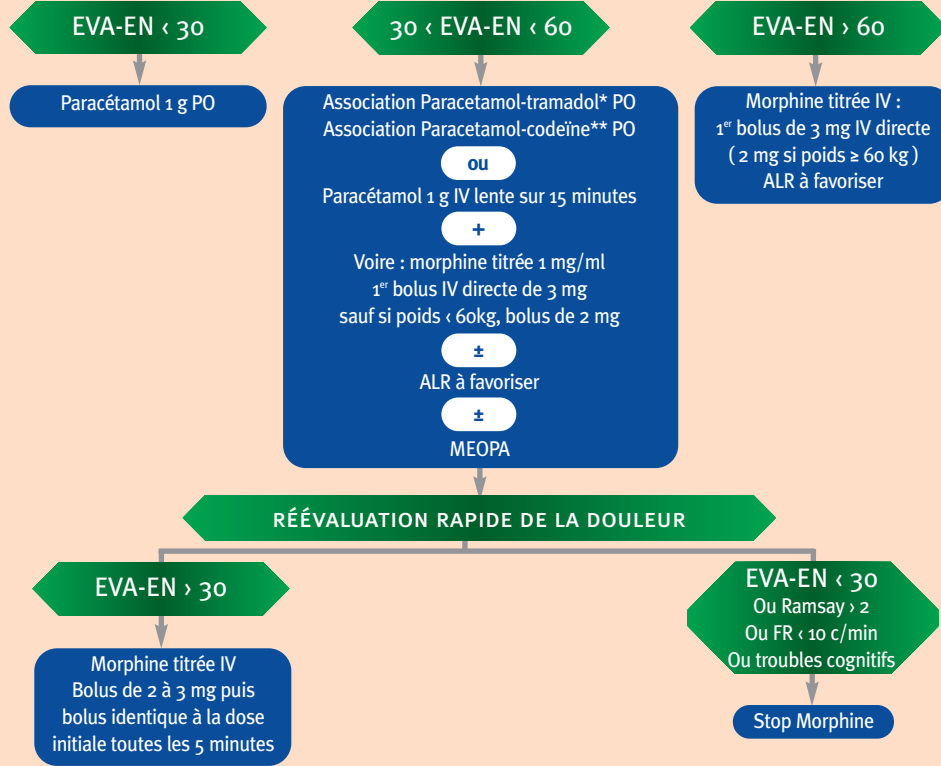 EVA-EN < 30
Paracétamol 1 g PO
30 < EVA-EN < 60
Association Paracetamol-tramadol* PO
Association Paracetamol-codeïne** PO
ou
Paracétamol 1 g IV lente sur 15 minutes
+
Voire : morphine titrée 1 mg/ml
1er bolus IV directe de 3 mg
sauf si poids < 60kg, bolus de 2 mg
±
ALR à favoriser
±
MEOPA
EVA-EN > 60
Morphine titrée IV :
1er bolus de 3 mg IV directe
( 2 mg si poids ≥ 60 kg )
ALR à favoriser
RÉÉVALUATION RAPIDE DE LA DOULEUR
EVA-EN > 30
Morphine titrée IV
Bolus de 2 à 3 mg puis
bolus identique à la dose
initiale toutes les 5 minutes
EVA-EN < 30
Ou Ramsay > 2
Ou FR < 10 c/min
Ou troubles cognitifs
Stop Morphine